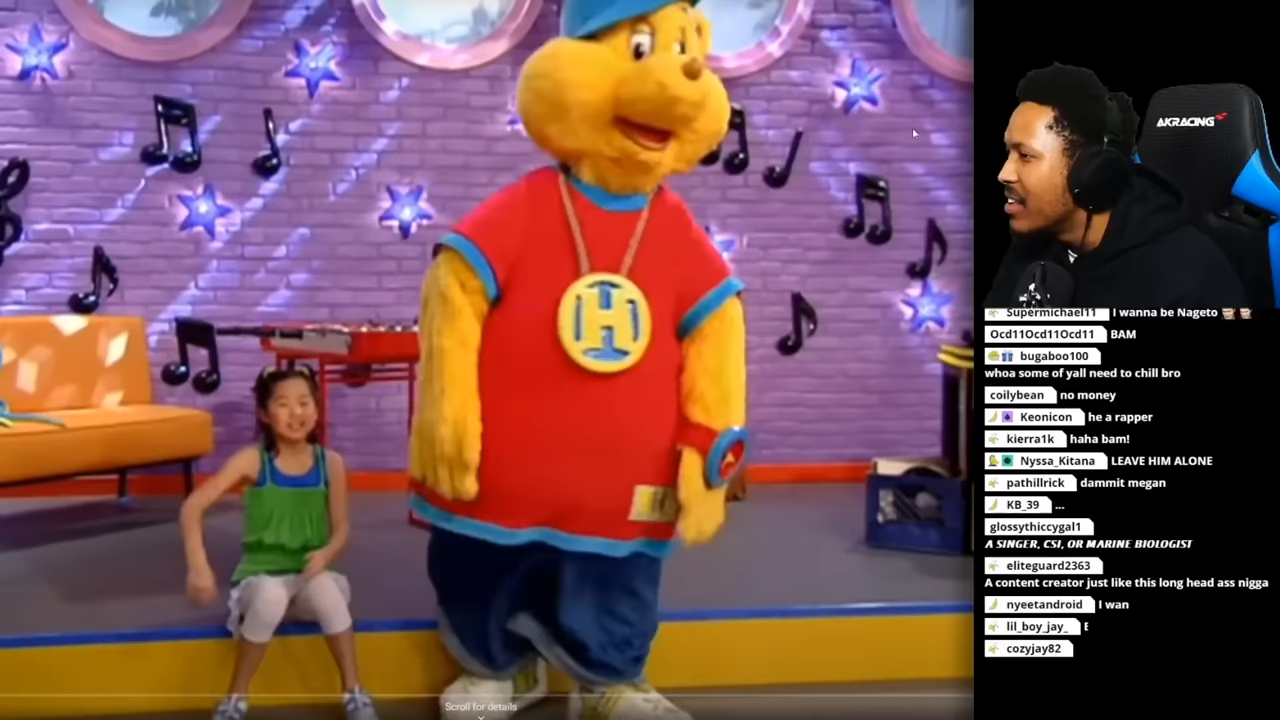 H
AKRACING
Supermichael11 I wanna be Nageto
Ocd11Ocd11Ocd11 BAM
bugaboo100
whoa some of yall need to chill bro
coilybean no money
Keonicon he a rapper
kierra1k haha bam!
Nyssa_Kitana LEAVE HIM ALONE
pathillrick dammit megan
KB_39 ...
glossythiccygal1
A SINGER, CSI, OR MARINE BIOLOGIST
eliteguard2363
A content creator just like this long head ass nigga
nyeetandroid I wan
lil_boy_jay_ E
cozyjay82
Scroll for details